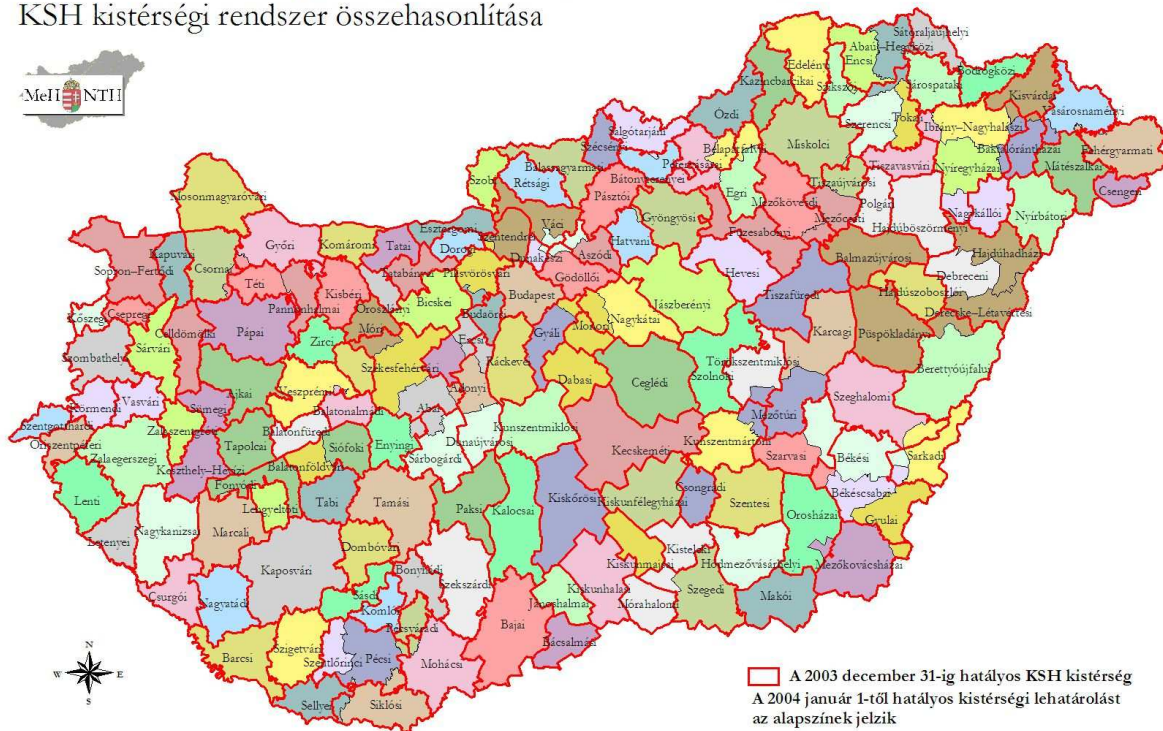 KSH kistérségi rendszer összehasonlítása
MeH NTH
Sátoraljaújhelyi
Abaúj–Hegyközi
Edelényi
Encsi
Kazincbarcikai
Szikszói
Sárospataki
Bodrogközi
Kisvárdai
Vásárosnaményi
Ózdi
Szerencsi
Tokaji
Ibrány–Nagyhalászi
Salgótarjáni
Szécsényi
Bélapátfalvi
Miskolci
Baktalórántházai
Fehérgyarmati
Balassagyarmati
Pétervásárai
Tiszavasvári
Nyíregyházai
Mátészalkai
Szobi
Rétsági
Bátonyterenyei
Egri
Tiszaújvárosi
Csengeri
Mosonmagyaróvári
Pásztói
Mezőkövesdi
Polgári
Nagykállói
Nyírbátori
Gyöngyösi
Mezőcsáti
Váci
Füzesabonyi
Hajdúböszörményi
Esztergomi
Szentendrei
Győri
Komáromi
Tatai
Dorogi
Hatvani
Kapuvári
Csornai
Dunakeszi
Aszódi
Balmazújvárosi
Hajdúhadházi
Sopron–Fertődi
Tatabányai
Pilisvörösvári
Gödöllői
Hevesi
Debreceni
Téti
Pannonhalmai
Kisbéri
Oroszlányi
Bicskei
Budapest
Jászberényi
Tiszafüredi
Hajdúszoboszlói
Kőszegi
Csepregi
Budaörsi
Nagykátai
Derecske–Létavértesi
Celldömölki
Pápai
Móri
Gyáli
Monori
Karcagi
Püspökladányi
Sárvári
Zirci
Ercsi
Szombathelyi
Székesfehérvári
Ráckevei
Törökszentmiklósi
Dabasi
Ceglédi
Szolnoki
Berettyóújfalui
Ajkai
Veszprémi
Adonyi
Körmendi
Vasvári
Sümegi
Balatonalmádi
Abai
Szeghalomi
Szentgotthárdi
Zalaszentgróti
Mezőtúri
Őriszentpéteri
Tapolcai
Balatonfüredi
Siófoki
Enyingi
Dunaújvárosi
Kunszentmiklósi
Kunszentmártoni
Zalaegerszegi
Keszthely–Hévízi
Balatonföldvári
Sárbogárdi
Kecskeméti
Szarvasi
Békési
Sarkadi
Lenti
Fonyódi
Lengyeltóti
Tabi
Tamási
Paksi
Kalocsai
Kiskőrösi
Kiskunfélegyházai
Csongrádi
Szentesi
Békéscsabai
Orosházai
Gyulai
Letenyei
Nagykanizsai
Marcali
Dombóvári
Kisteleki
Bonyhádi
Kiskunmajsai
Hódmezővásárhelyi
Mezőkovácsházai
Kaposvári
Szekszárdi
Csurgói
Nagyatádi
Sásdi
Komlói
Jánoshalmai
Kiskunhalasi
Mórahalomi
Szegedi
Makói
Pécsváradi
Bajai
Bácsalmási
Barcsi
Szigetvári
Szentlőrinci
Pécsi
Mohácsi
Sellyei
Siklósi
N
W E
S
A 2003 december 31-ig hatályos KSH kistérség
A 2004 január 1-től hatályos kistérségi lehatárolást
az alapszínek jelzik